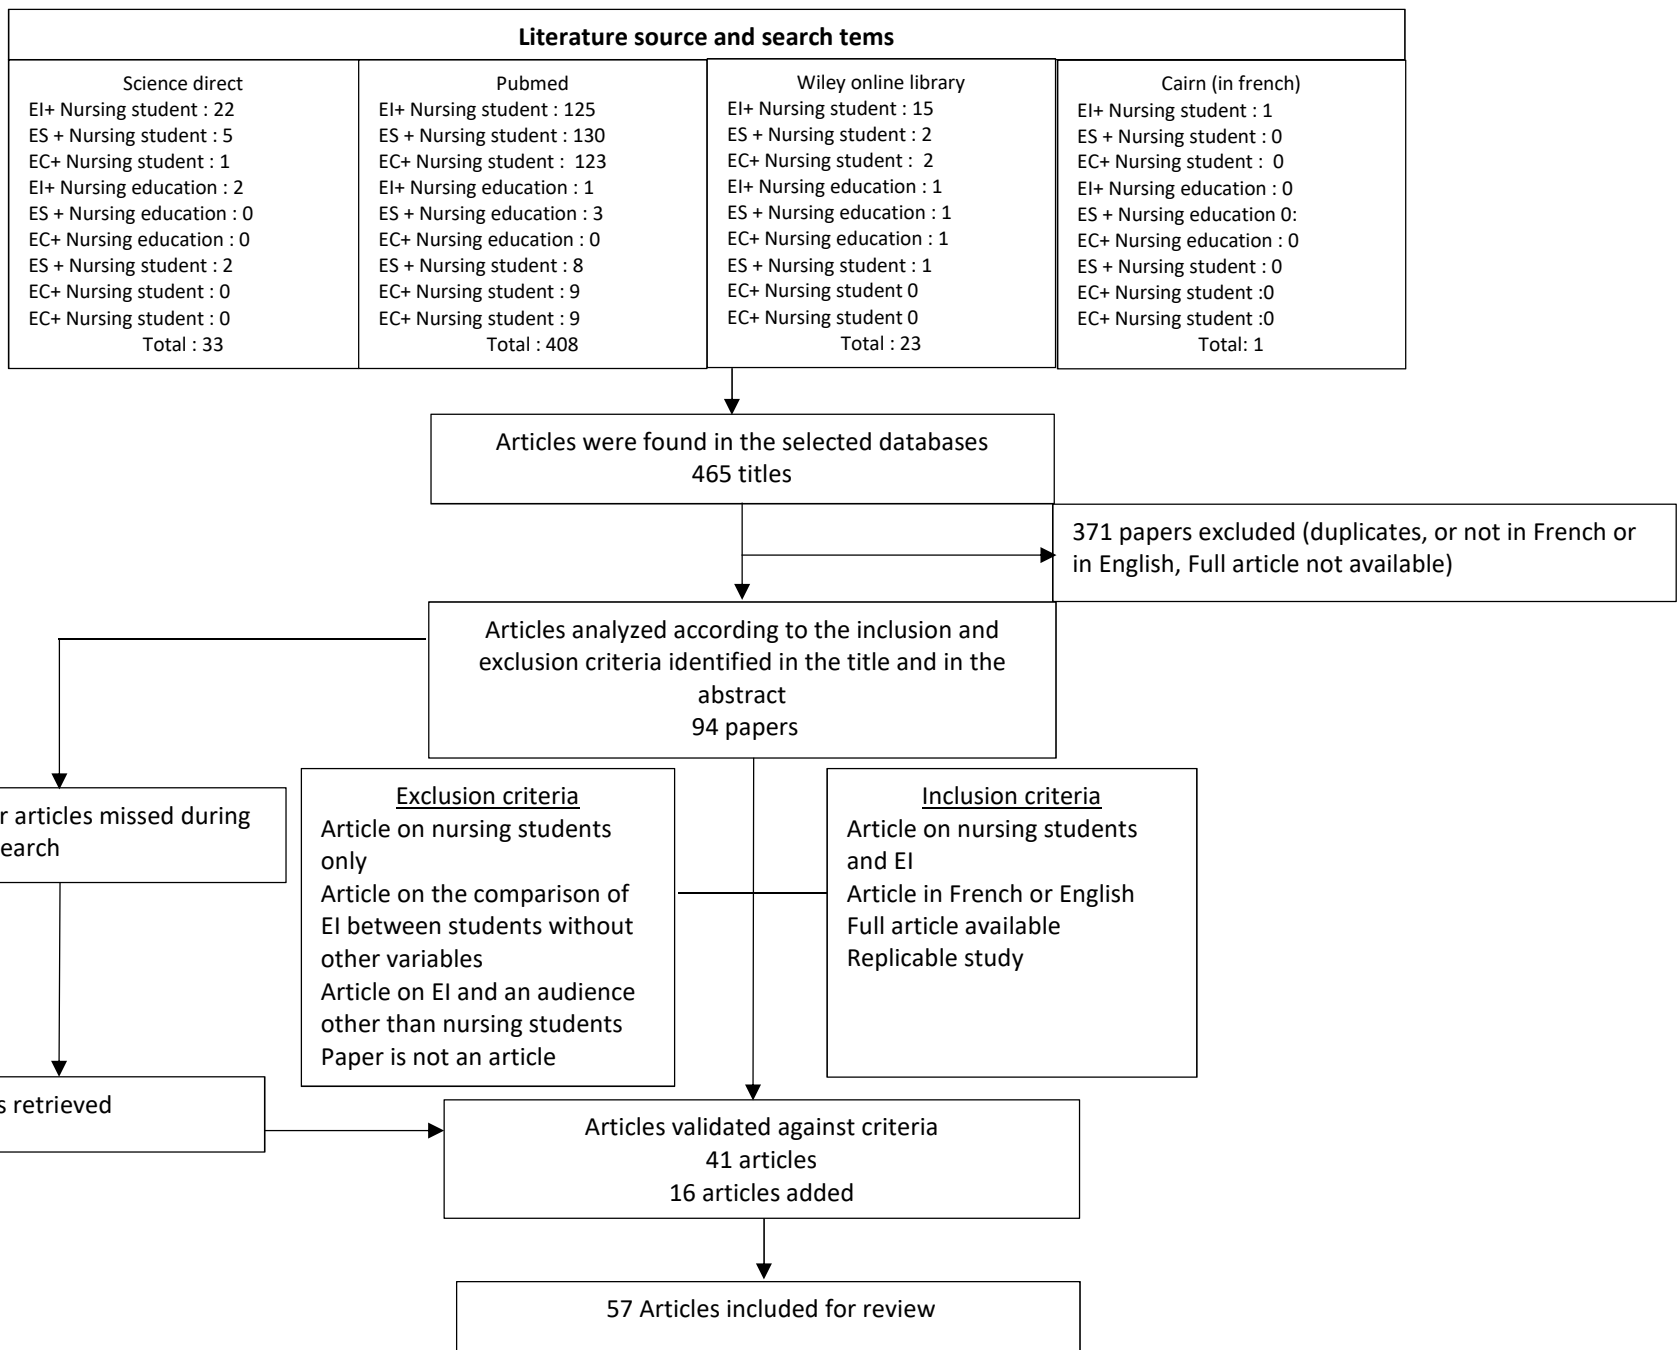 Literature source and search tems
Science direct
EI+ Nursing student : 22
ES + Nursing student : 5
EC+ Nursing student : 1
EI+ Nursing education : 2
ES + Nursing education : 0
EC+ Nursing education : 0
ES + Nursing student : 2
EC+ Nursing student : 0
EC+ Nursing student : 0
Total : 33
Pubmed
EI+ Nursing student : 125
ES + Nursing student : 130
EC+ Nursing student : 123
EI+ Nursing education : 1
ES + Nursing education : 3
EC+ Nursing education : 0
ES + Nursing student : 8
EC+ Nursing student : 9
EC+ Nursing student : 9
Total : 408
Wiley online library
EI+ Nursing student : 15
ES + Nursing student : 2
EC+ Nursing student : 2
EI+ Nursing education : 1
ES + Nursing education : 1
EC+ Nursing education : 1
ES + Nursing student : 1
EC+ Nursing student 0
EC+ Nursing student 0
Total : 23
Cairn (in french)
EI+ Nursing student : 1
ES + Nursing student : 0
EC+ Nursing student : 0
EI+ Nursing education : 0
ES + Nursing education 0:
EC+ Nursing education : 0
ES + Nursing student : 0
EC+ Nursing student :0
EC+ Nursing student :0
Total: 1
Articles were found in the selected databases
465 titles
371 papers excluded (duplicates, or not in French or
in English, Full article not available)
Articles analyzed according to the inclusion and
exclusion criteria identified in the title and in the
abstract
94 papers
r articles missed during
earch
Exclusion criteria
Article on nursing students
only
Article on the comparison of
EI between students without
other variables
Article on EI and an audience
other than nursing students
Paper is not an article
Inclusion criteria
Article on nursing students
and EI
Article in French or English
Full article available
Replicable study
s retrieved
Articles validated against criteria
41 articles
16 articles added
57 Articles included for review